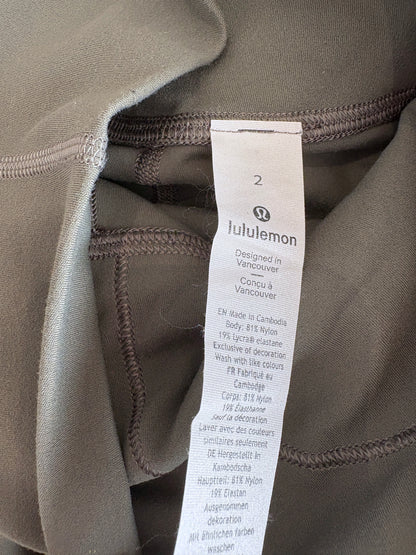 2
lululemon
Designed in
Vancouver
Conçu à
Vancouver
EN Made in Cambodia
Body: 81% Nylon
19% Lycra® elastane
Exclusive of decoration
Wash with like colours
FR Fabriqué au
Cambodge
Corps: 81% Nylon
19% Élasthanne
sauf la décoration
Laver avec des couleurs
similaires seulement
DE Hergestellt in
Kambodscha
Hauptteil: 81% Nylon
19% Elastan
Ausgenommen
dekoration
Mit ähnlichen farben
waschen